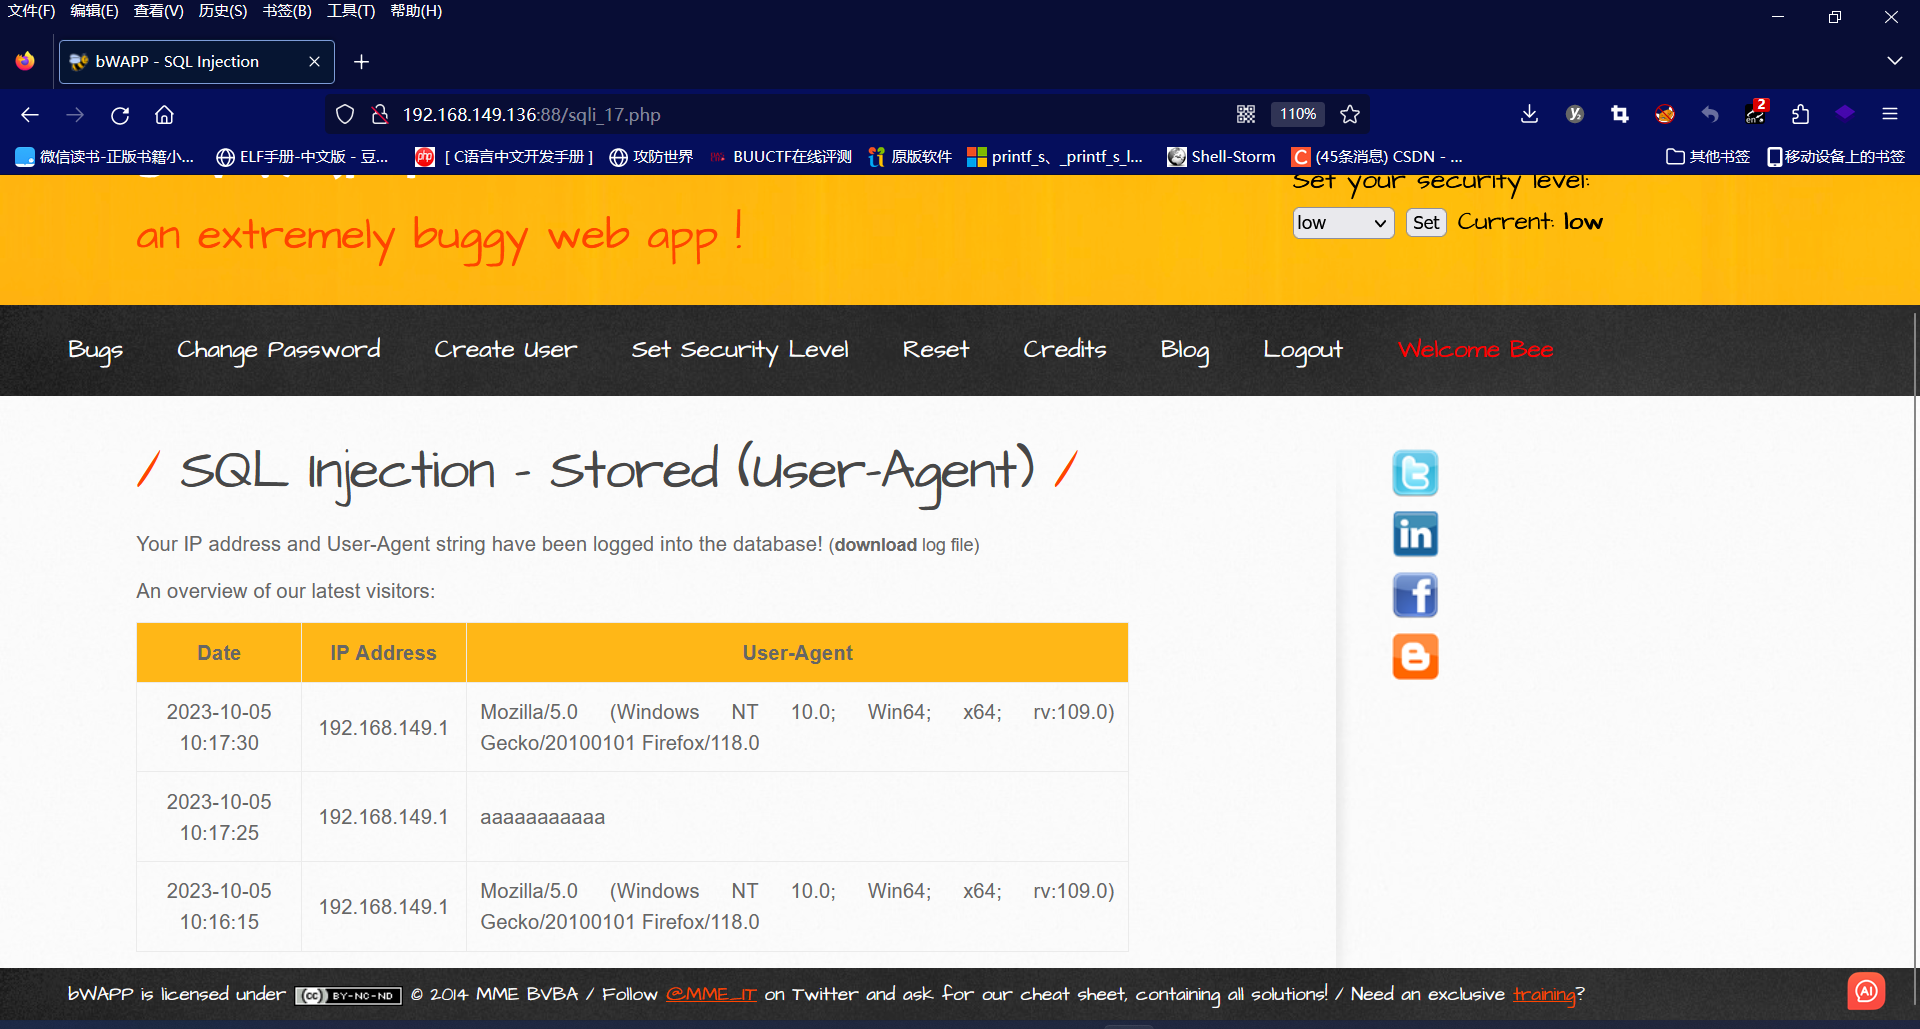 文件(F) 编辑(E) 查看(V) 历史(S) 书签(B) 工具(T) 帮助(H)
bWAPP - SQL Injection
192.168.149.136:88/sqli_17.php 110% 2 en
微信读书-正版书籍小... ELF手册-中文版 - 豆... php [ C语言中文开发手册 ] 攻防世界 BUUCTF在线评测 原版软件 printf_s、_printf_s_l... Shell-Storm C (45条消息) CSDN - ... 其他书签 移动设备上的书签
Set your security level:
an extremely buggy web app !
low Set Current: low
Bugs Change Password Create User Set Security Level Reset Credits Blog Logout Welcome Bee
/ SQL Injection - Stored (User-Agent) /
Your IP address and User-Agent string have been logged into the database! (download log file)
An overview of our latest visitors:
Date IP Address User-Agent
2023-10-05 10:17:30 192.168.149.1 Mozilla/5.0 (Windows NT 10.0; Win64; x64; rv:109.0)
Gecko/20100101 Firefox/118.0
2023-10-05 10:17:25 192.168.149.1 aaaaaaaaaaa
2023-10-05 10:16:15 192.168.149.1 Mozilla/5.0 (Windows NT 10.0; Win64; x64; rv:109.0)
Gecko/20100101 Firefox/118.0
bWAPP is licensed under (cc) BY-NC-ND © 2014 MME BVBA / Follow @MME_IT on Twitter and ask for our cheat sheet, containing all solutions! / Need an exclusive training?
AI